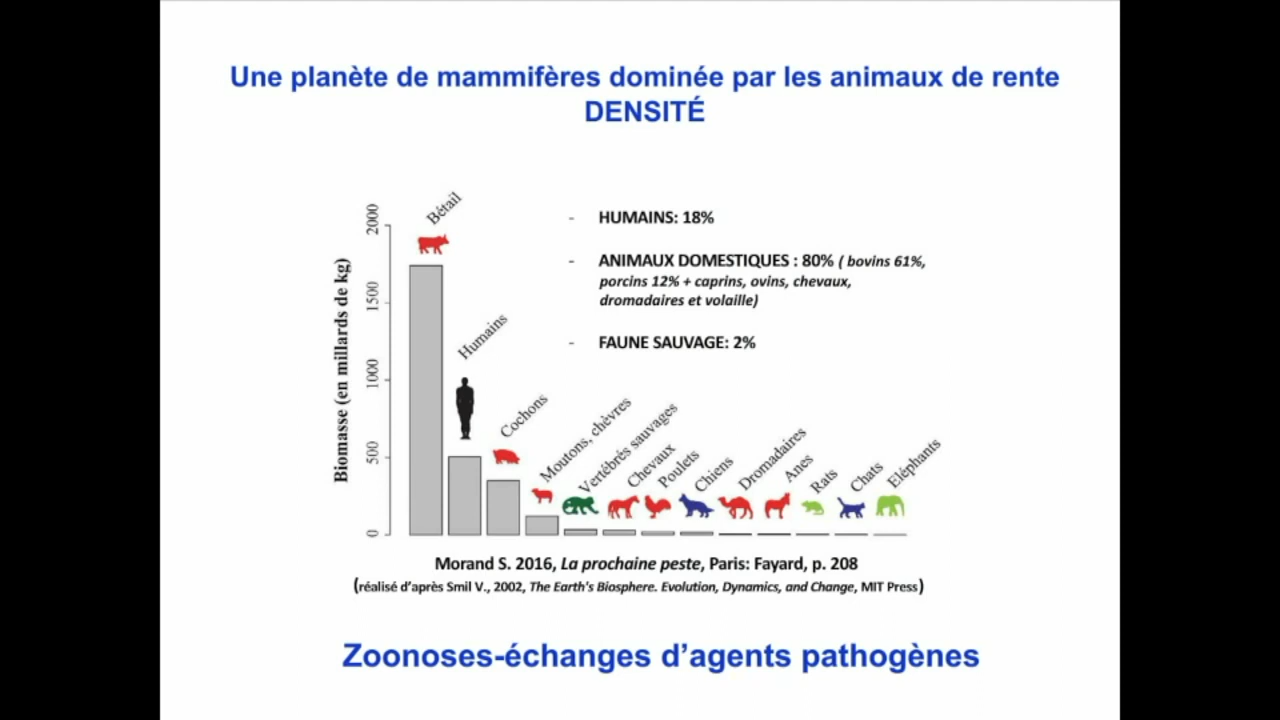 Une planète de mammifères dominée par les animaux de rente
DENSITÉ
Biomasse (en millards de kg)
2000
1500
1000
500
0
Bétail
Humains
Cochons
Moutons, chèvres
Vertébrés sauvages
Chevaux
Poulets
Chiens
Dromadaires
Anes
Rats
Chats
Eléphants
- HUMAINS: 18%
- ANIMAUX DOMESTIQUES : 80% ( bovins 61%,
porcins 12% + caprins, ovins, chevaux,
dromadaires et volaille)
- FAUNE SAUVAGE: 2%
Morand S. 2016, La prochaine peste, Paris: Fayard, p. 208
(réalisé d'après Smil V., 2002, The Earth's Biosphere. Evolution, Dynamics, and Change, MIT Press)
Zoonoses-échanges d'agents pathogènes